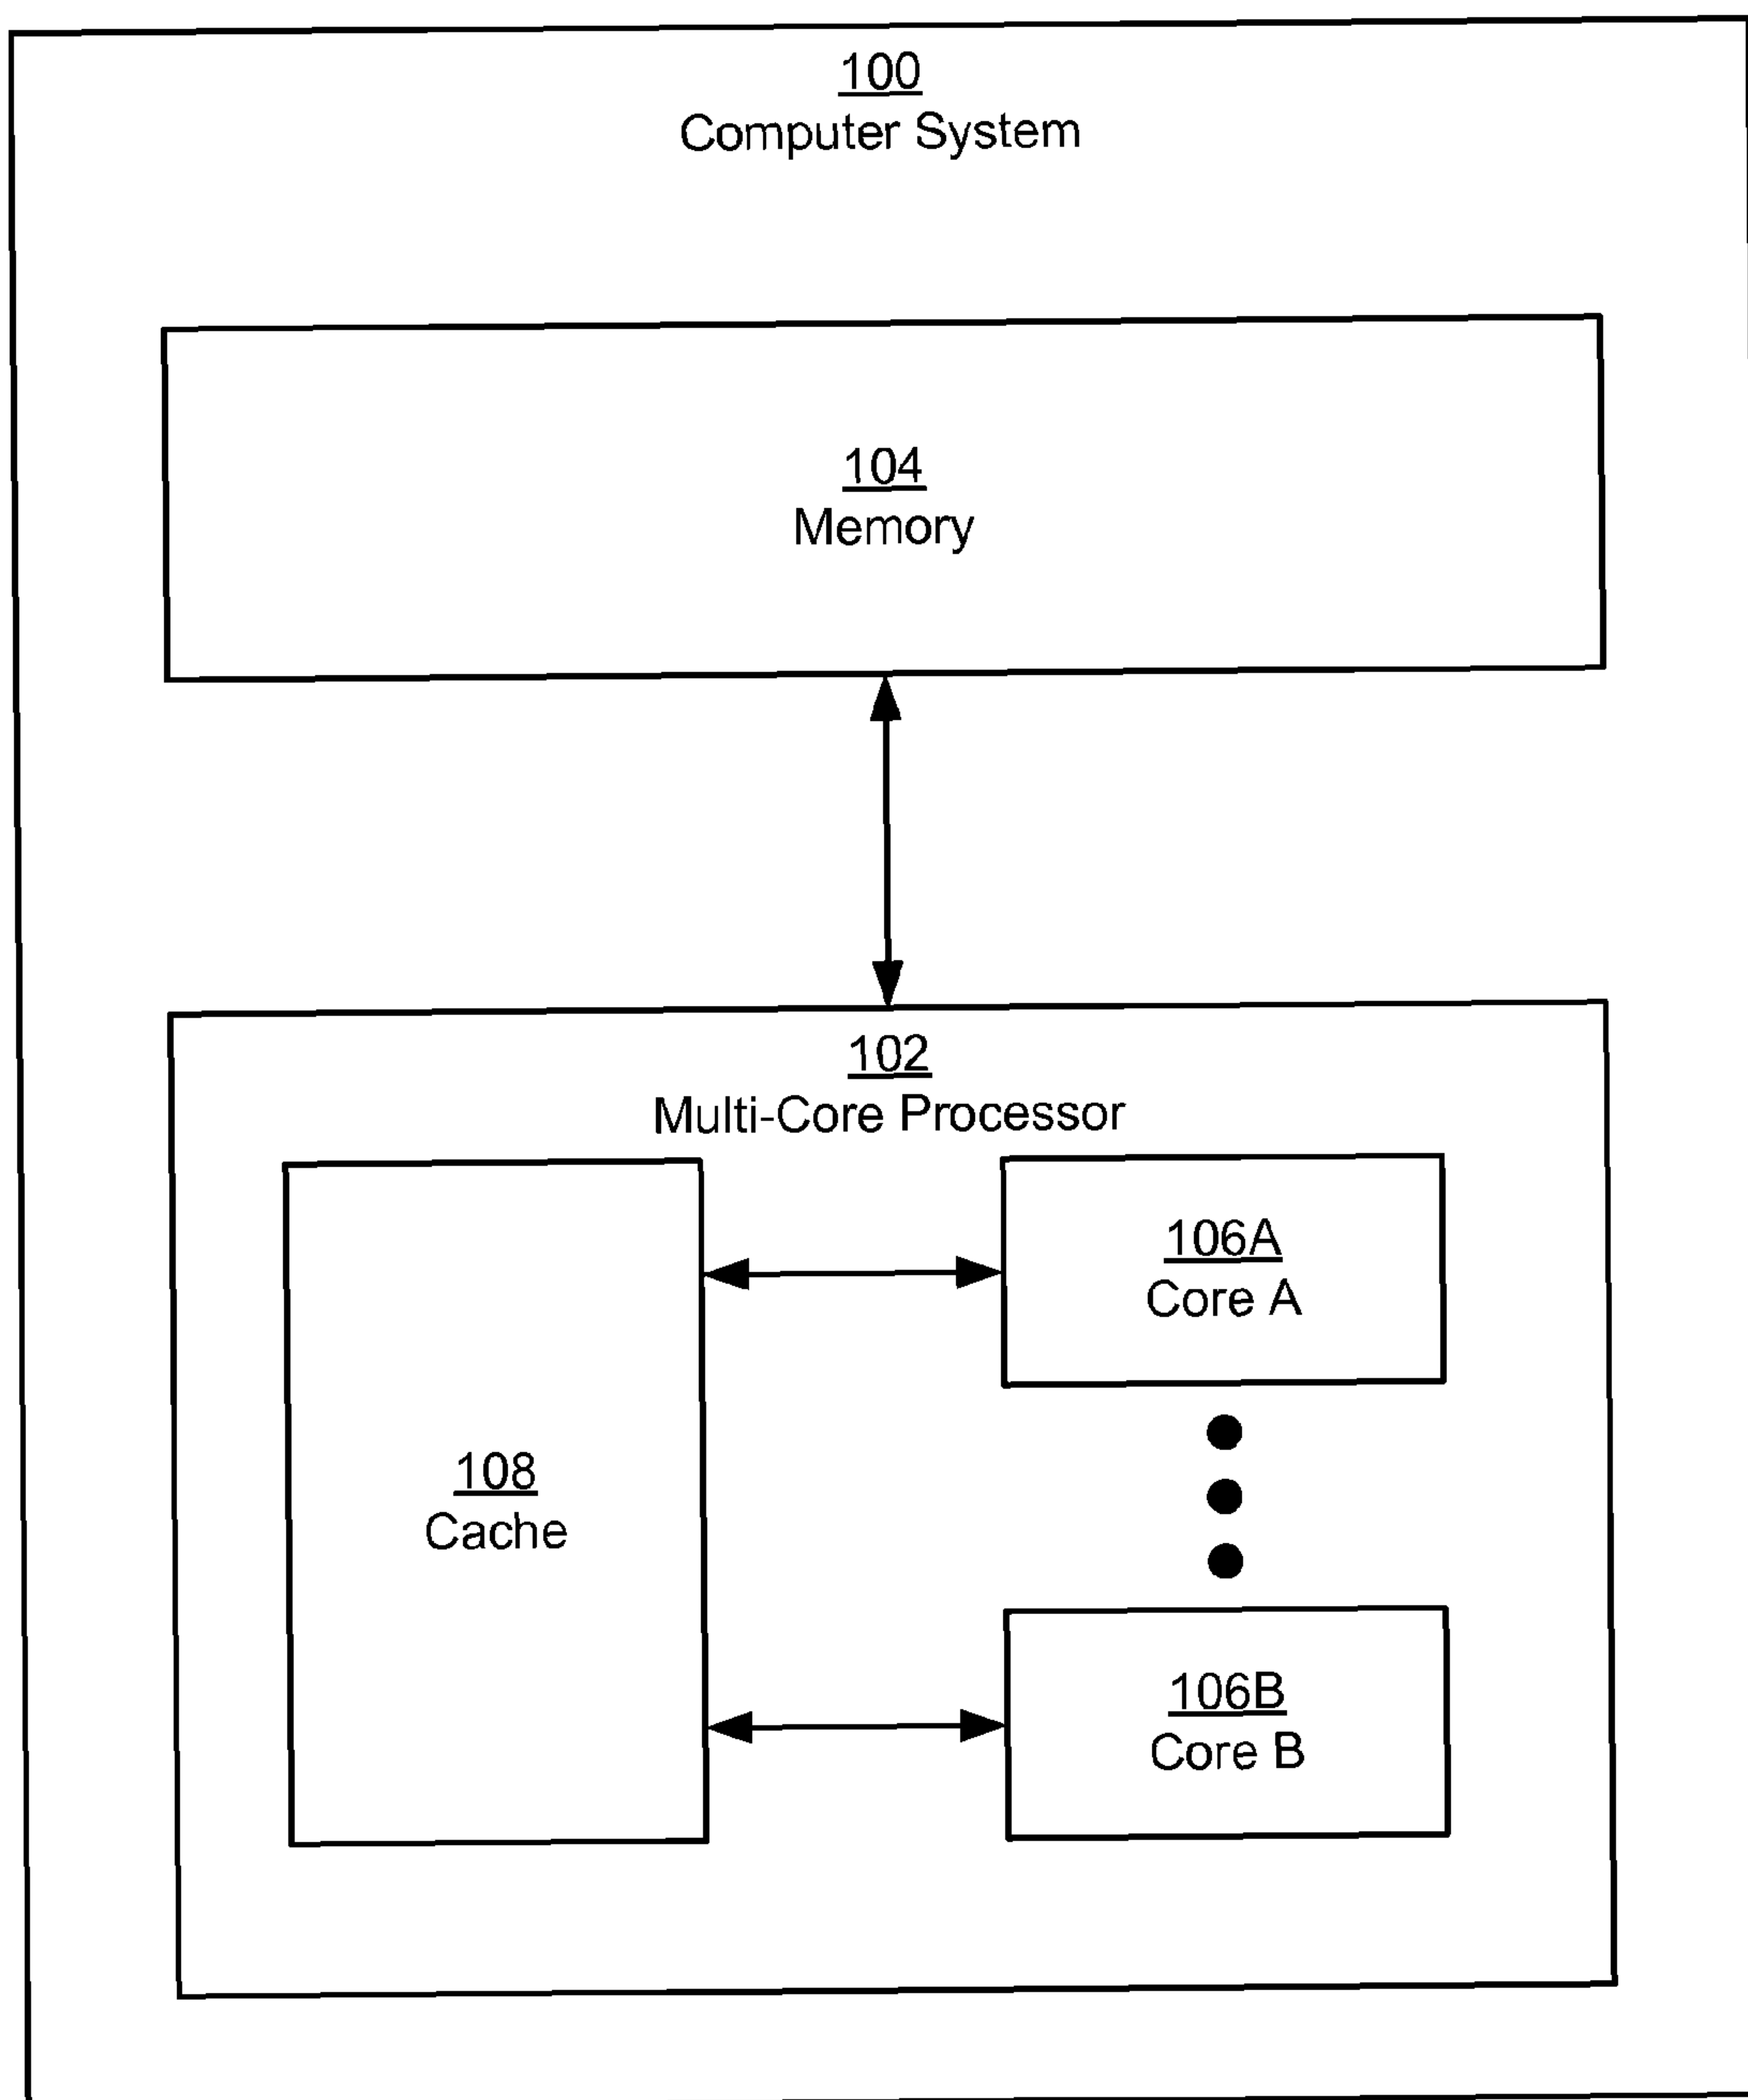 100
Computer System
104
Memory
102
Multi-Core Processor
106A
Core A
108
Cache
106B
Core B